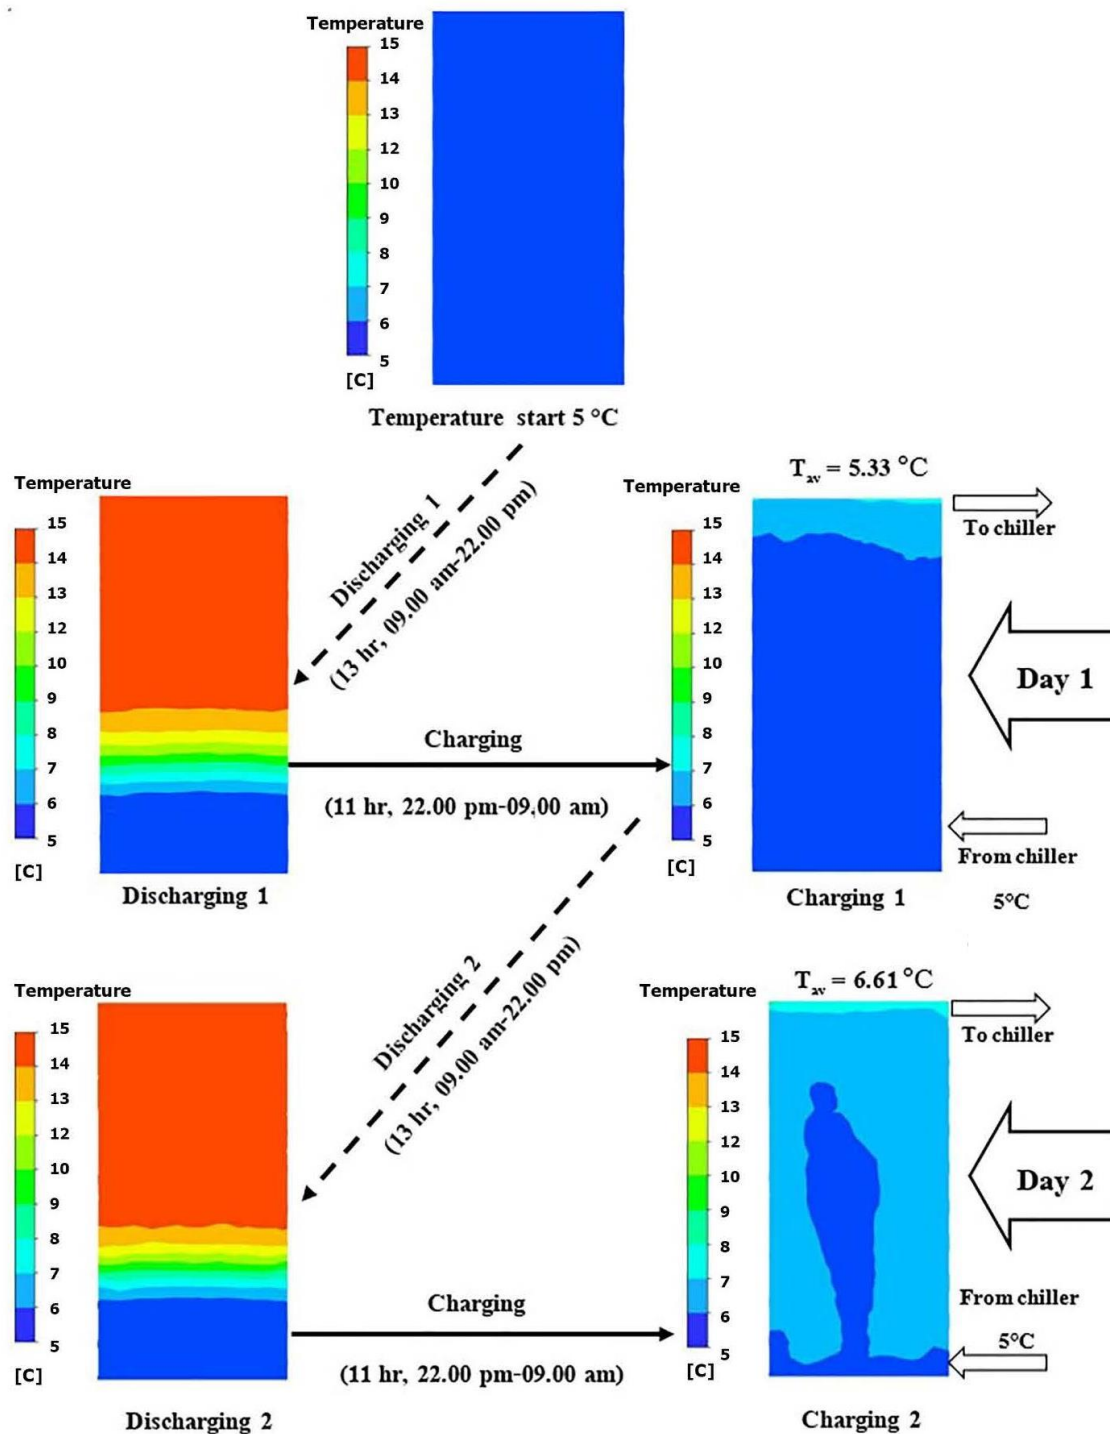 Temperature
15
14
13
12
10
9
8
7
6
5
[C]
Temperature start 5 °C
Discharging 1
(13 hr, 09.00 am-22.00 pm)
Temperature
15
14
13
12
10
9
8
7
6
5
[C]
Discharging 1
Charging
(11 hr, 22.00 pm-09.00 am)
Temperature
15
14
13
12
10
9
8
7
6
5
[C]
T_av = 5.33 °C
To chiller
Day 1
From chiller
5°C
Charging 1
Discharging 2
(13 hr, 09.00 am-22.00 pm)
Temperature
15
14
13
12
10
9
8
7
6
5
[C]
Discharging 2
Charging
(11 hr, 22.00 pm-09.00 am)
Temperature
15
14
13
12
10
9
8
7
6
5
[C]
T_av = 6.61 °C
To chiller
Day 2
From chiller
5°C
Charging 2